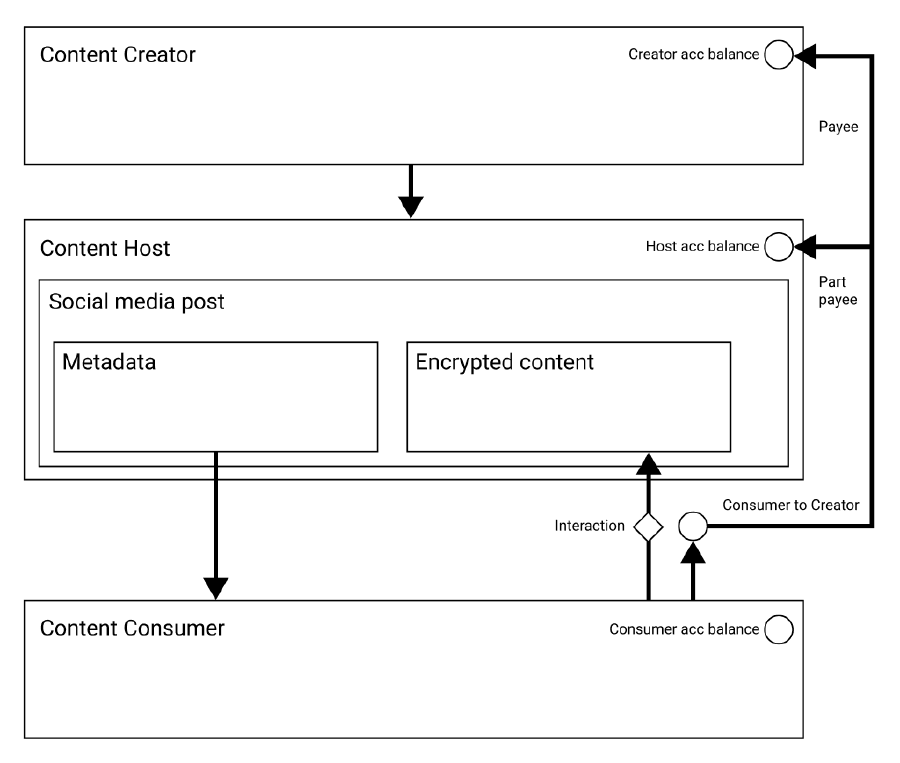 Content Creator
Creator acc balance
Payee
Content Host
Host acc balance
Part
payee
Social media post
Metadata
Encrypted content
Consumer to Creator
Interaction
Content Consumer
Consumer acc balance